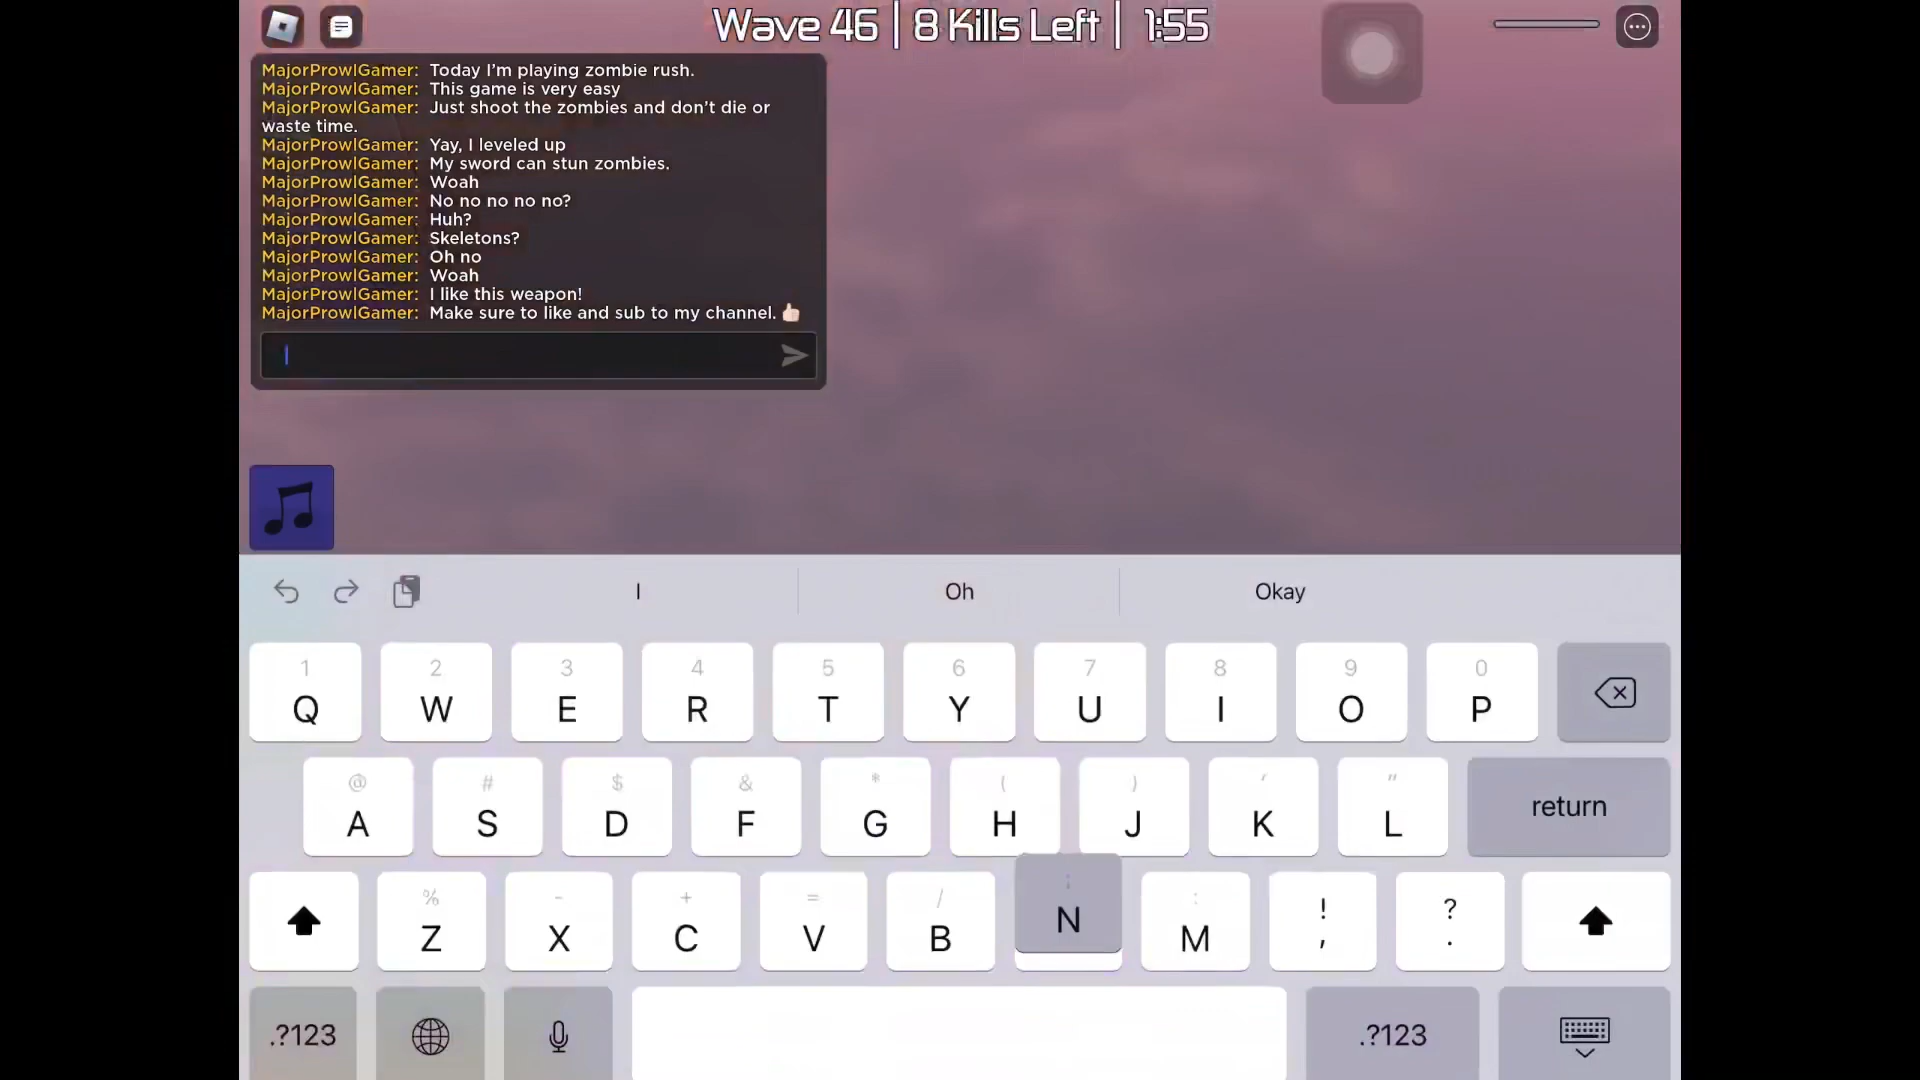 Wave 46 | 8 Kills Left | 1:55
MajorProwlGamer: Today I'm playing zombie rush.
MajorProwlGamer: This game is very easy
MajorProwlGamer: Just shoot the zombies and don't die or
waste time.
MajorProwlGamer: Yay, I leveled up
MajorProwlGamer: My sword can stun zombies.
MajorProwlGamer: Woah
MajorProwlGamer: No no no no no?
MajorProwlGamer: Huh?
MajorProwlGamer: Skeletons?
MajorProwlGamer: Oh no
MajorProwlGamer: Woah
MajorProwlGamer: I like this weapon!
MajorProwlGamer: Make sure to like and sub to my channel. 👍🏻
I Oh Okay
1 2 3 4 5 6 7 8 9 0
Q W E R T Y U I O P
@ # $ & * ( ) ' "
A S D F G H J K L return
% - + = / ; : ! ?
Z X C V B N M , .
.?123 .?123